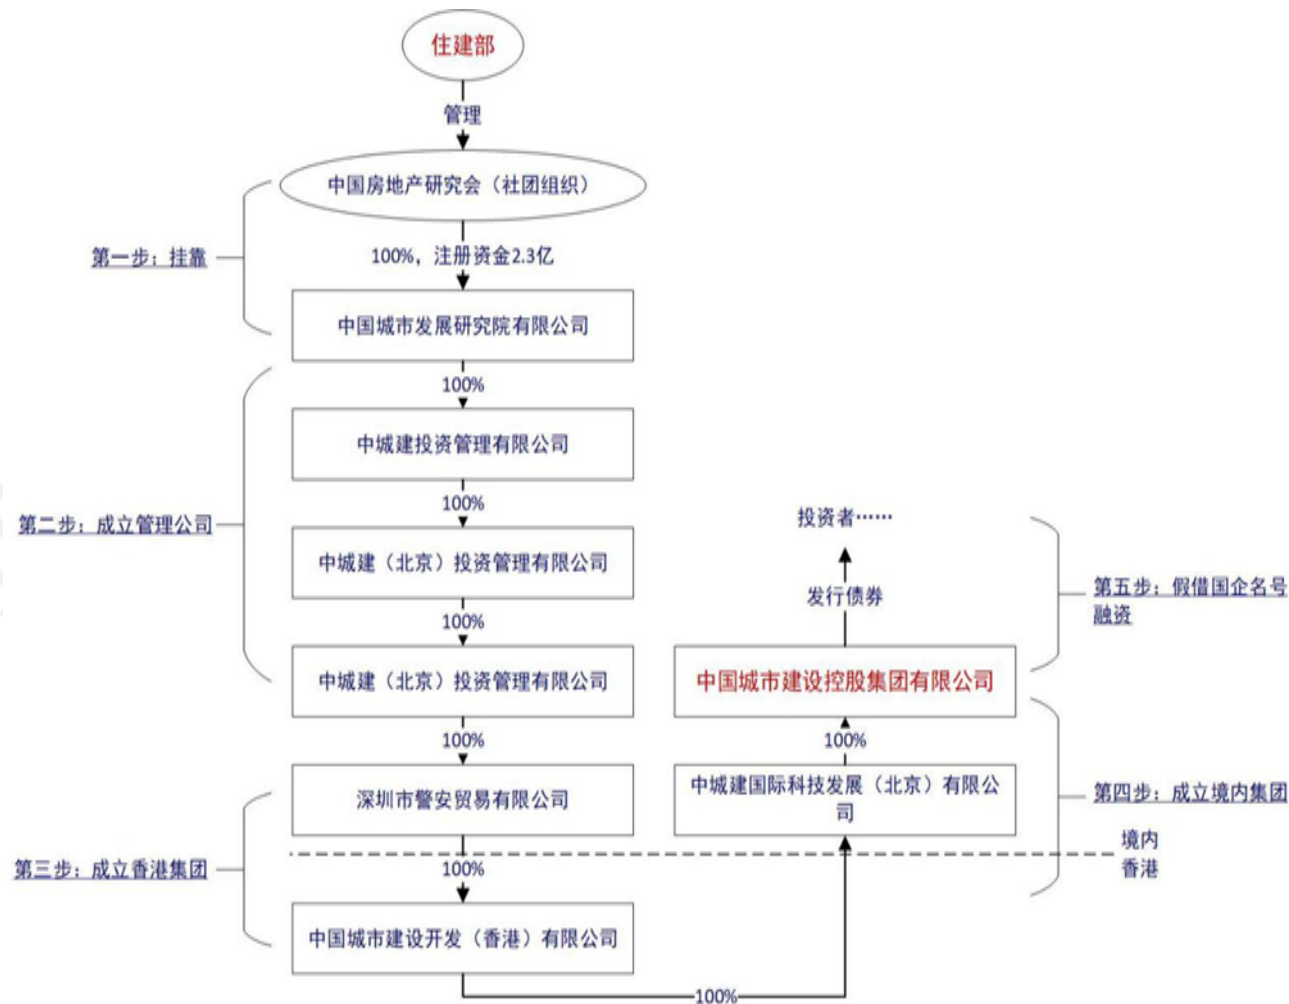 住建部
管理
中国房地产研究会（社团组织）
第一步：挂靠
100%，注册资金2.3亿
中国城市发展研究院有限公司
100%
中城建投资管理有限公司
100%
第二步：成立管理公司
中城建（北京）投资管理有限公司
100%
中城建（北京）投资管理有限公司
100%
深圳市警安贸易有限公司
第三步：成立香港集团
100%
中国城市建设开发（香港）有限公司
100%
中城建国际科技发展（北京）有限公
司
100%
第四步：成立境内集团
境内
香港
中国城市建设控股集团有限公司
发行债券
投资者……
第五步：假借国企名号
融资